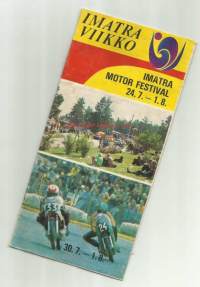 IMATRA
VIIKKO
IMATRA
MOTOR FESTIVAL
24.7. – 1.8.
30.7. – 1.8.